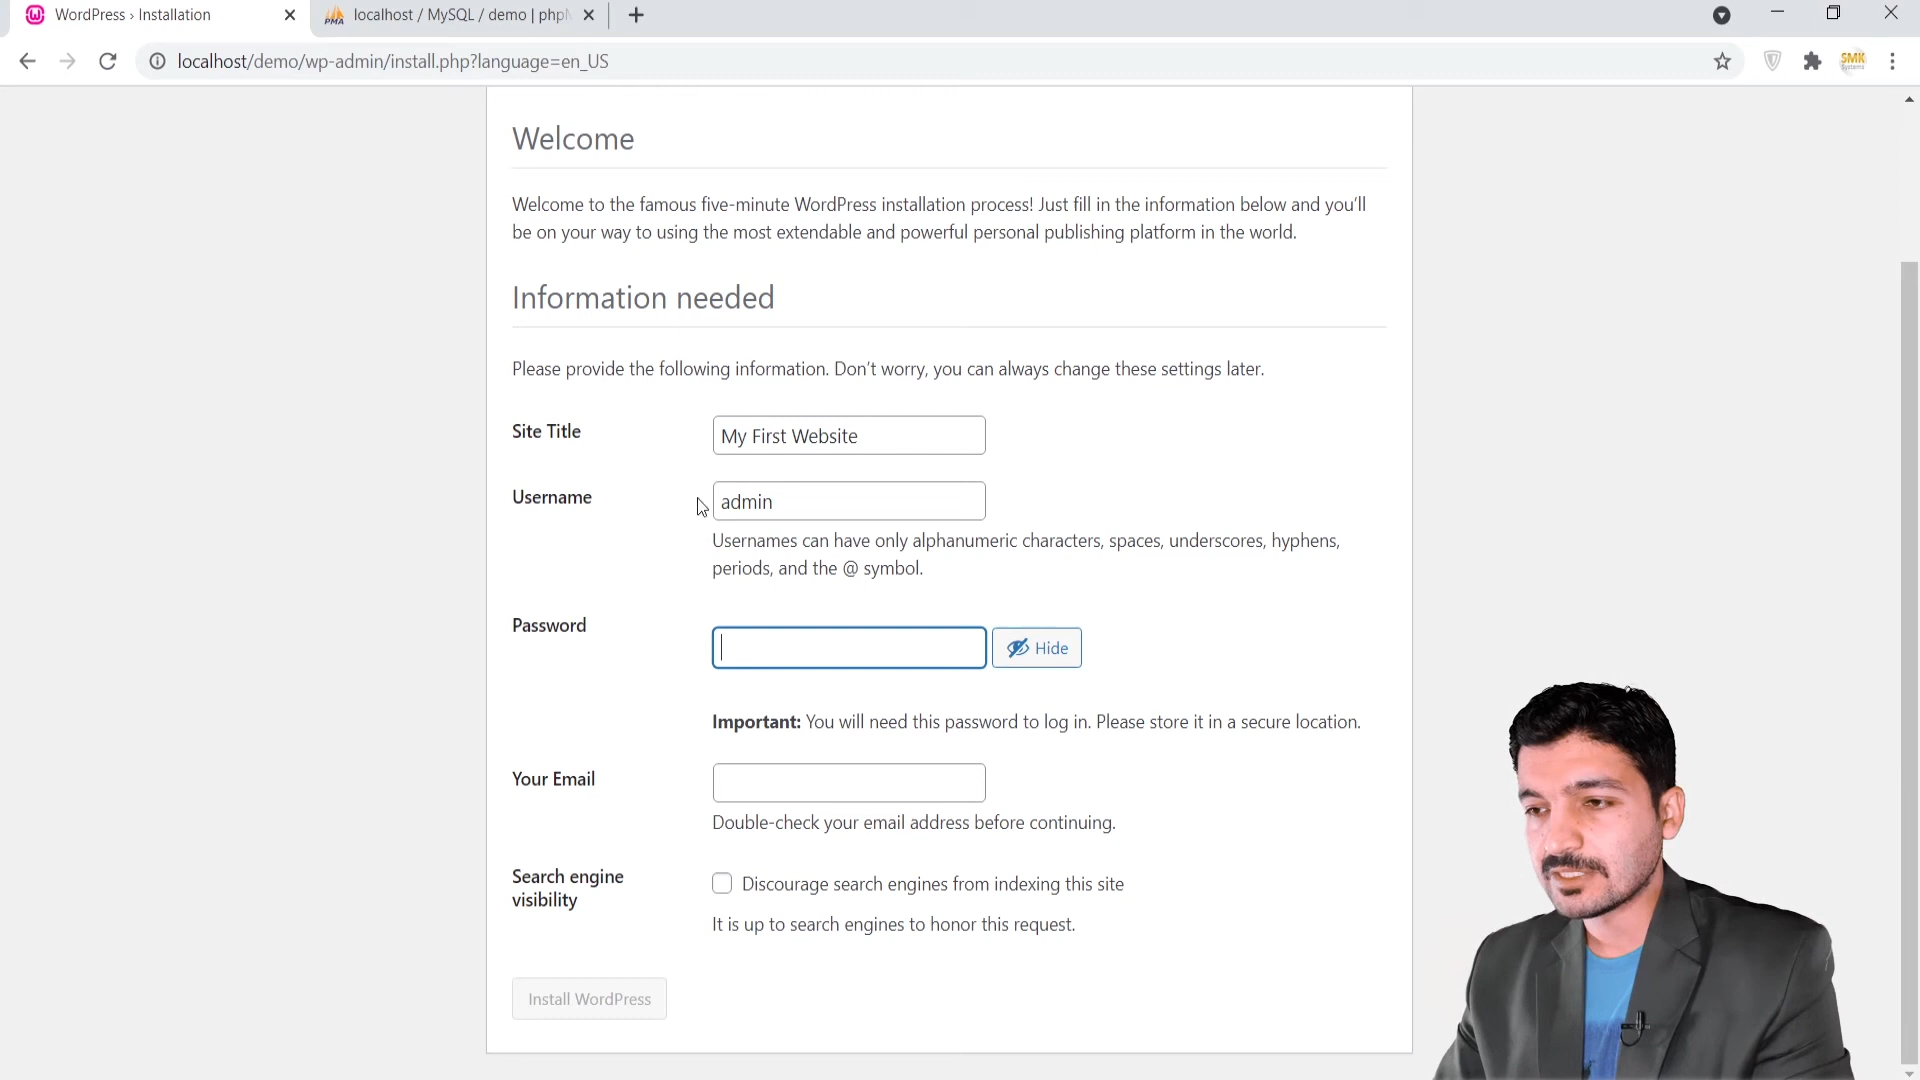 WordPress › Installation
localhost / MySQL / demo | php
PMA
localhost/demo/wp-admin/install.php?language=en_US
SMK
Welcome
Welcome to the famous five-minute WordPress installation process! Just fill in the information below and you'll
be on your way to using the most extendable and powerful personal publishing platform in the world.
Information needed
Please provide the following information. Don't worry, you can always change these settings later.
Site Title
My First Website
Username
admin
Usernames can have only alphanumeric characters, spaces, underscores, hyphens,
periods, and the @ symbol.
Password
Hide
Important: You will need this password to log in. Please store it in a secure location.
Your Email
Double-check your email address before continuing.
Search engine
visibility
Discourage search engines from indexing this site
It is up to search engines to honor this request.
Install WordPress